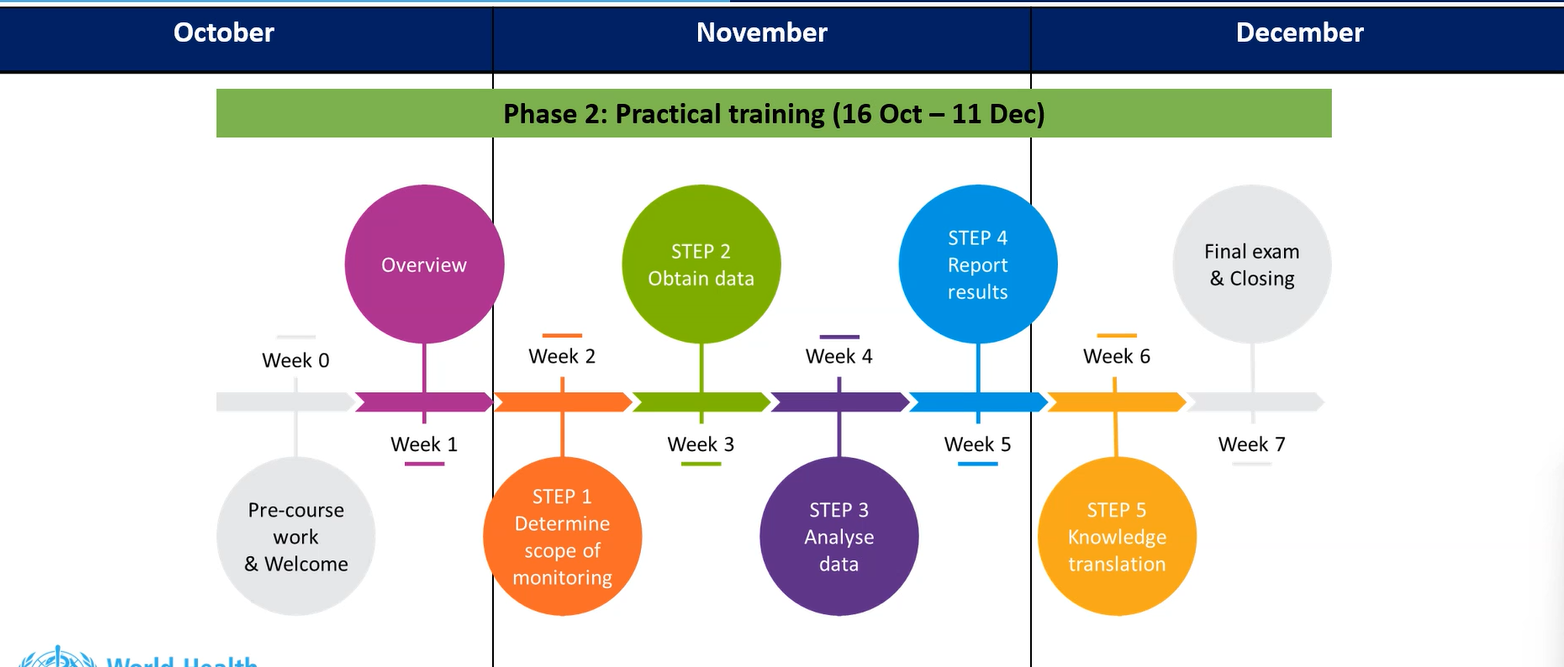 October
November
December
Phase 2: Practical training (16 Oct – 11 Dec)
Overview
STEP 2
Obtain data
STEP 4
Report
results
Final exam
& Closing
Week 0
Week 2
Week 4
Week 6
Week 1
Week 3
Week 5
Week 7
Pre-course
work
& Welcome
STEP 1
Determine
scope of
monitoring
STEP 3
Analyse
data
STEP 5
Knowledge
translation
World Health